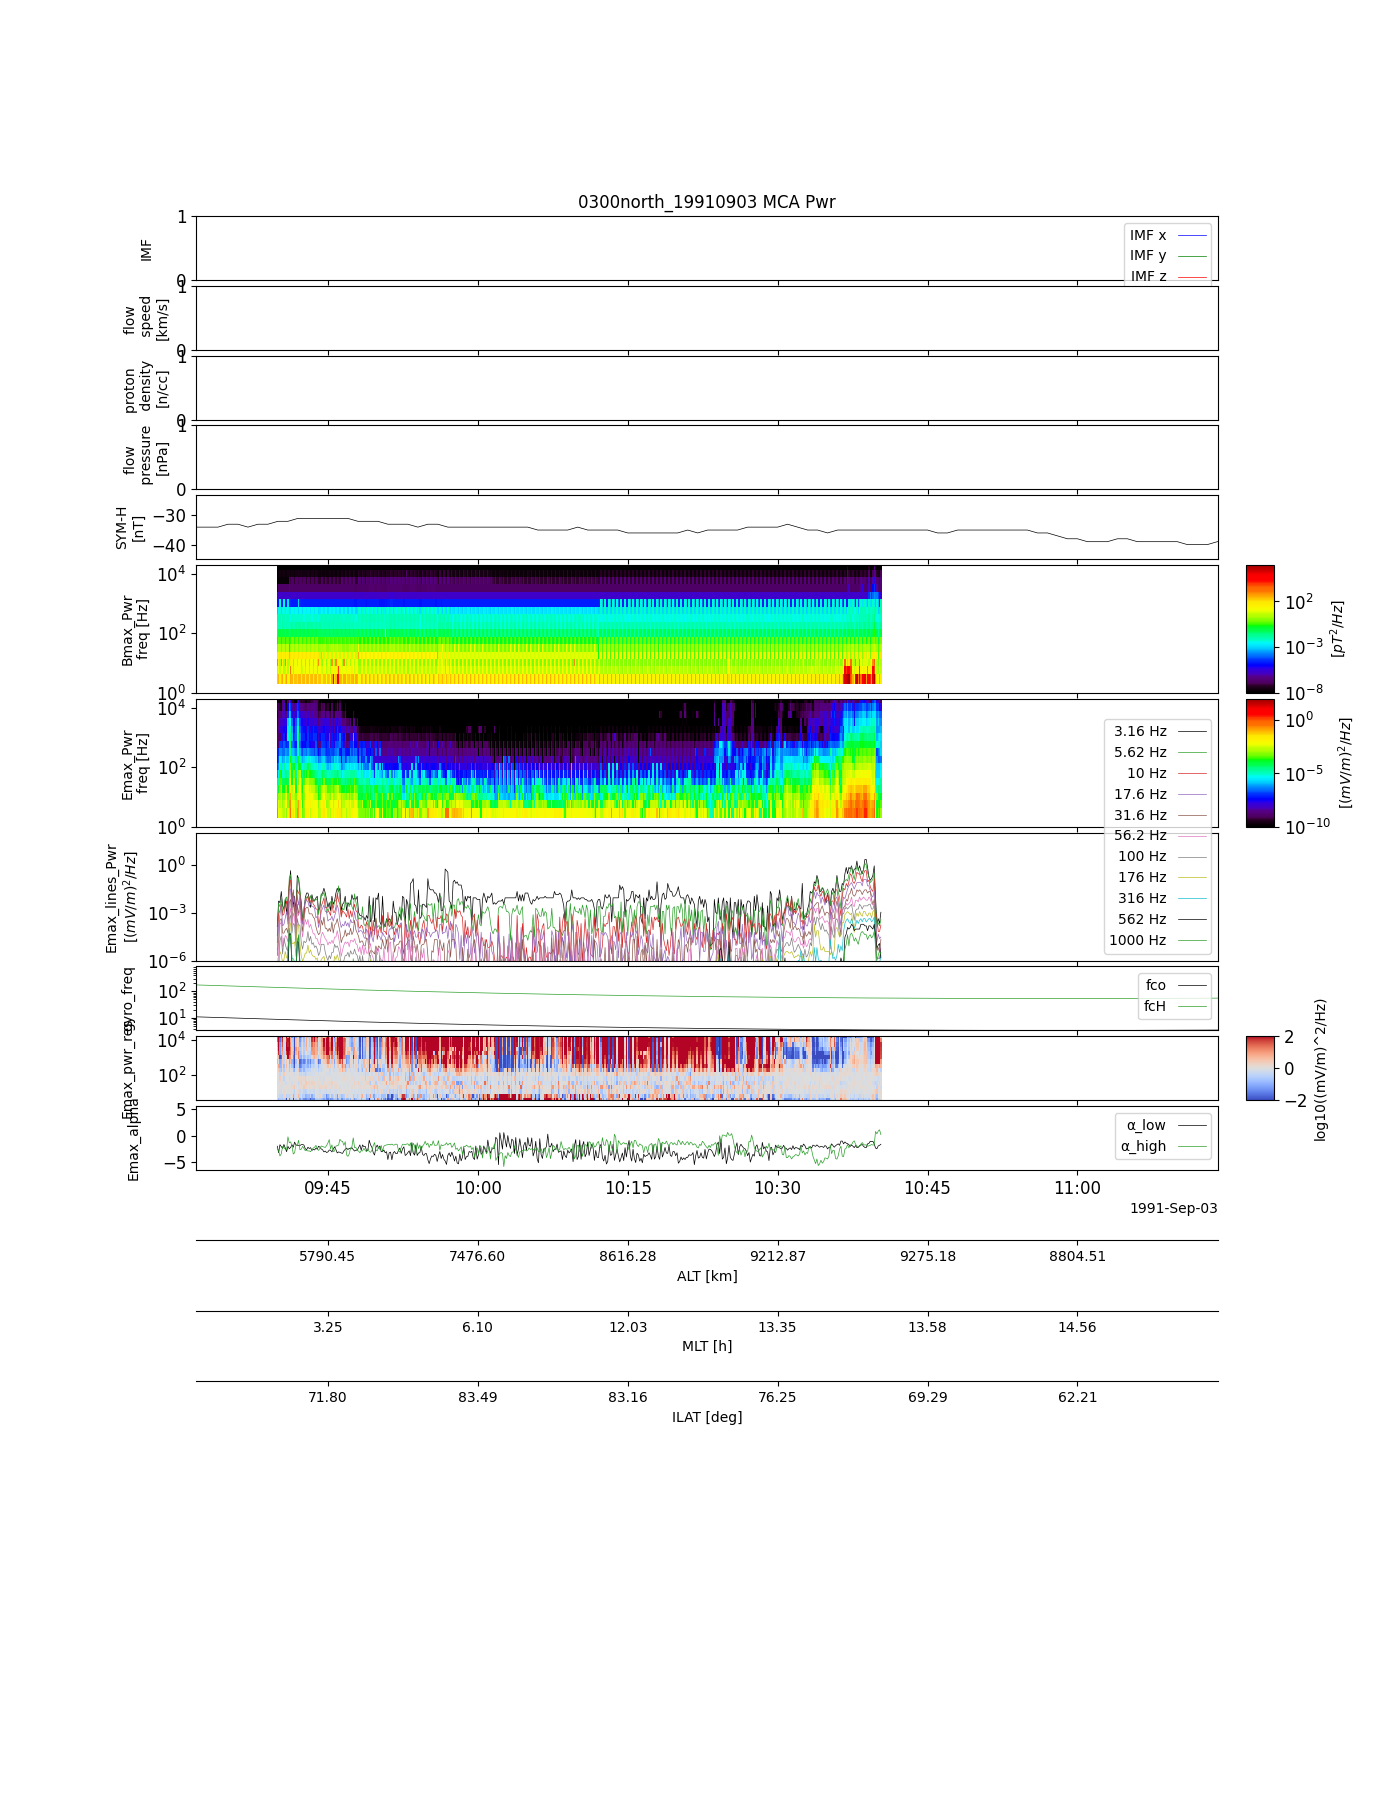 0300north_19910903 MCA Pwr
1
0
IMF
IMF x
IMF y
IMF z
1
0
flow
speed
[km/s]
1
0
proton
density
[n/cc]
1
0
flow
pressure
[nPa]
−30
−40
SYM-H
[nT]
10^4
10^2
10^0
Bmax_Pwr
freq [Hz]
10^2
10^−3
10^−8
[pT^2/Hz]
10^4
10^2
10^0
Emax_Pwr
freq [Hz]
10^0
10^−5
10^−10
[(mV/m)^2/Hz]
3.16 Hz
5.62 Hz
10 Hz
17.6 Hz
31.6 Hz
56.2 Hz
100 Hz
176 Hz
316 Hz
562 Hz
1000 Hz
10^0
10^−3
10^−6
Emax_lines_Pwr
[(mV/m)^2/Hz]
10^2
10^1
gyro_freq
fco
fcH
10^4
10^2
Emax_pwr_reg
2
0
−2
log10((mV/m)^2/Hz)
5
0
−5
Emax_alpha
α_low
α_high
09:45 10:00 10:15 10:30 10:45 11:00
1991-Sep-03
5790.45 7476.60 8616.28 9212.87 9275.18 8804.51
ALT [km]
3.25 6.10 12.03 13.35 13.58 14.56
MLT [h]
71.80 83.49 83.16 76.25 69.29 62.21
ILAT [deg]